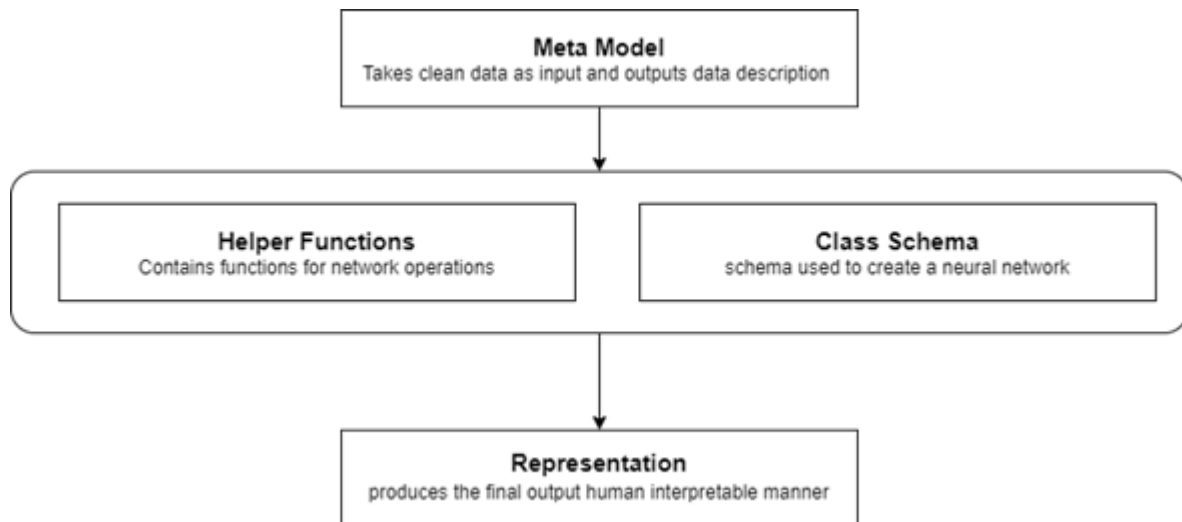 Meta Model
Takes clean data as input and outputs data description
Helper Functions
Contains functions for network operations
Class Schema
schema used to create a neural network
Representation
produces the final output human interpretable manner